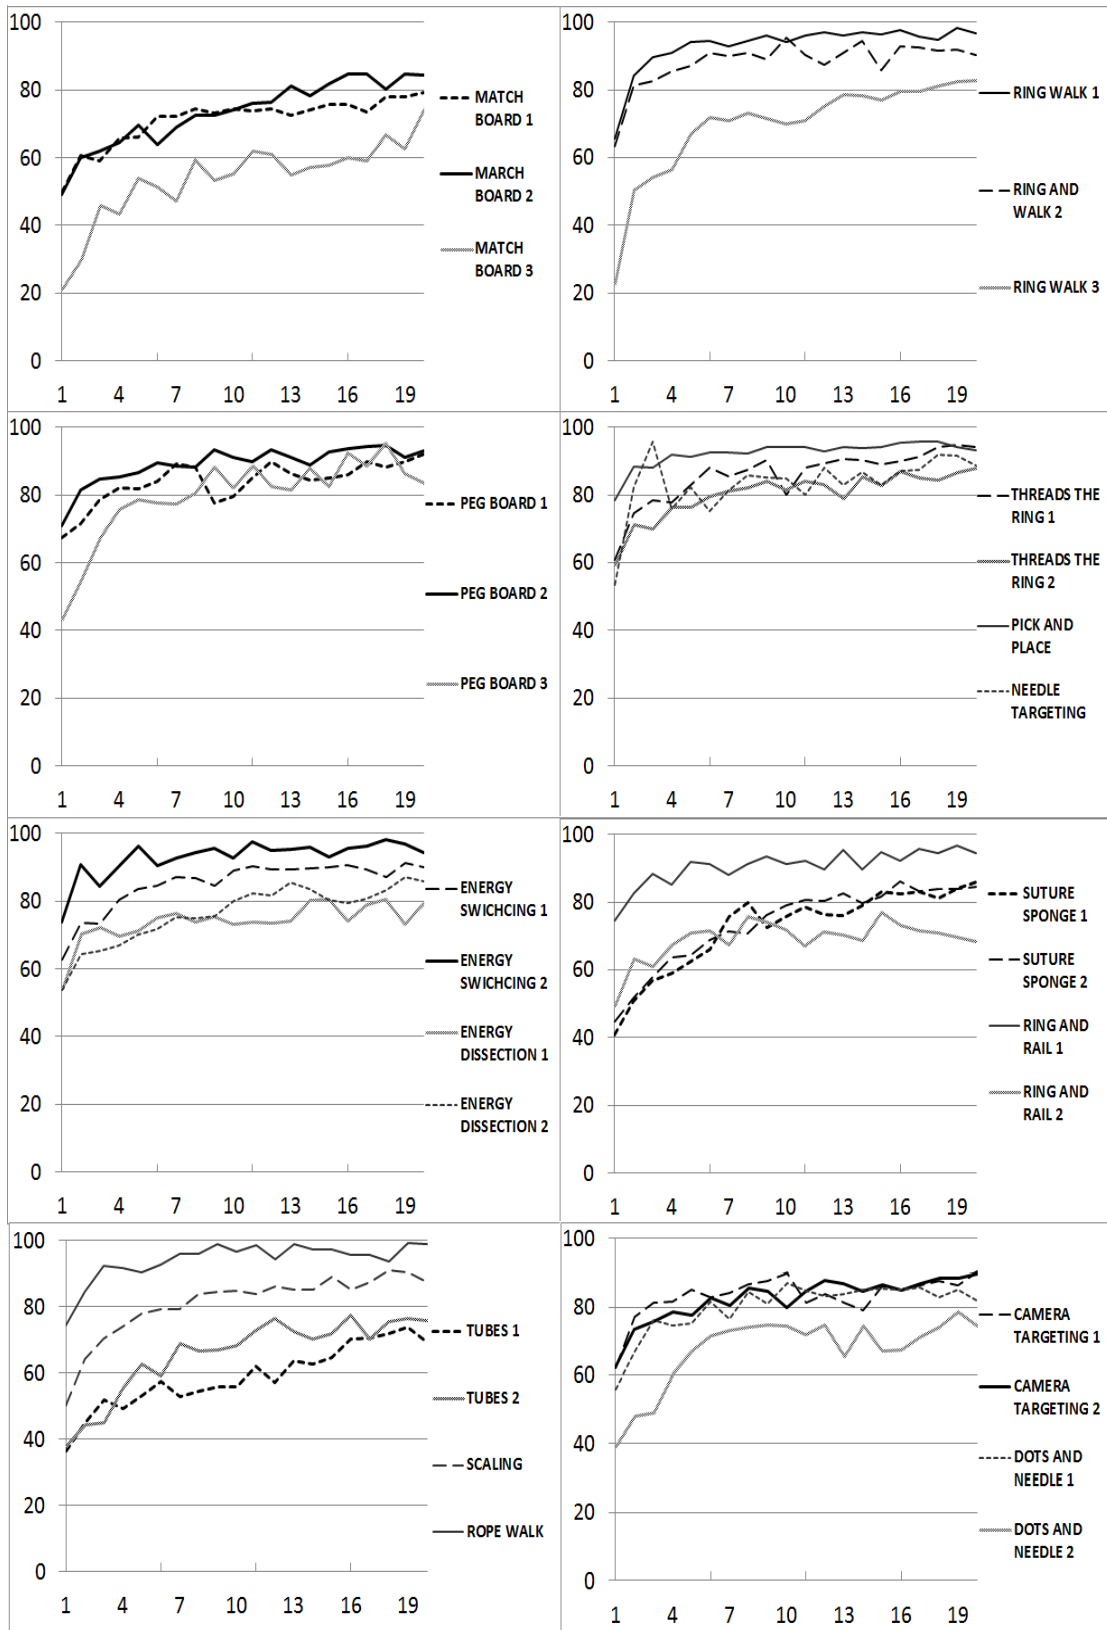 100
80
60
40
20
0
1 4 7 10 13 16 19
MATCH
BOARD 1
MARCH
BOARD 2
MATCH
BOARD 3
100
80
60
40
20
0
1 4 7 10 13 16 19
RING WALK 1
RING AND
WALK 2
RING WALK 3
100
80
60
40
20
0
1 4 7 10 13 16 19
PEG BOARD 1
PEG BOARD 2
PEG BOARD 3
100
80
60
40
20
0
1 4 7 10 13 16 19
THREADS THE
RING 1
THREADS THE
RING 2
PICK AND
PLACE
NEEDLE
TARGETING
100
80
60
40
20
0
1 4 7 10 13 16 19
ENERGY
SWICHCING 1
ENERGY
SWICHCING 2
ENERGY
DISSECTION 1
ENERGY
DISSECTION 2
100
80
60
40
20
0
1 4 7 10 13 16 19
SUTURE
SPONGE 1
SUTURE
SPONGE 2
RING AND
RAIL 1
RING AND
RAIL 2
100
80
60
40
20
0
1 4 7 10 13 16 19
TUBES 1
TUBES 2
SCALING
ROPE WALK
100
80
60
40
20
0
1 4 7 10 13 16 19
CAMERA
TARGETING 1
CAMERA
TARGETING 2
DOTS AND
NEEDLE 1
DOTS AND
NEEDLE 2